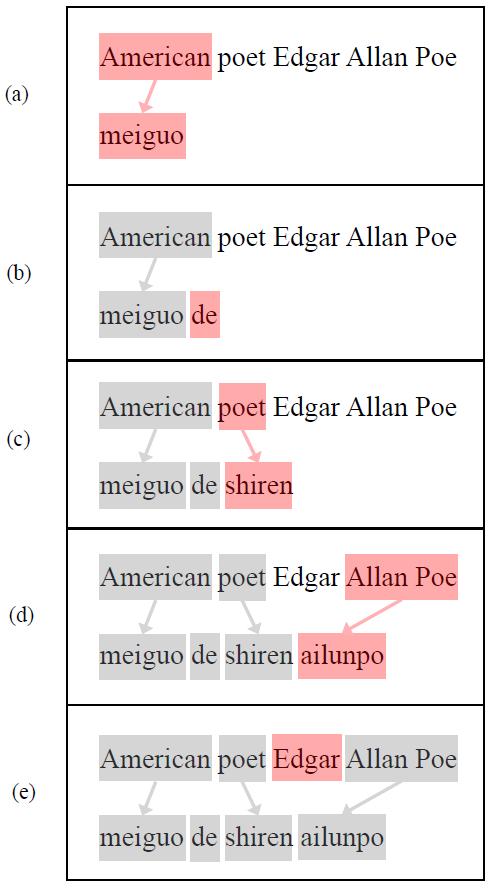 (a)
American poet Edgar Allan Poe
meiguo
(b)
American poet Edgar Allan Poe
meiguo de
(c)
American poet Edgar Allan Poe
meiguo de shiren
(d)
American poet Edgar Allan Poe
meiguo de shiren ailunpo
(e)
American poet Edgar Allan Poe
meiguo de shiren ailunpo